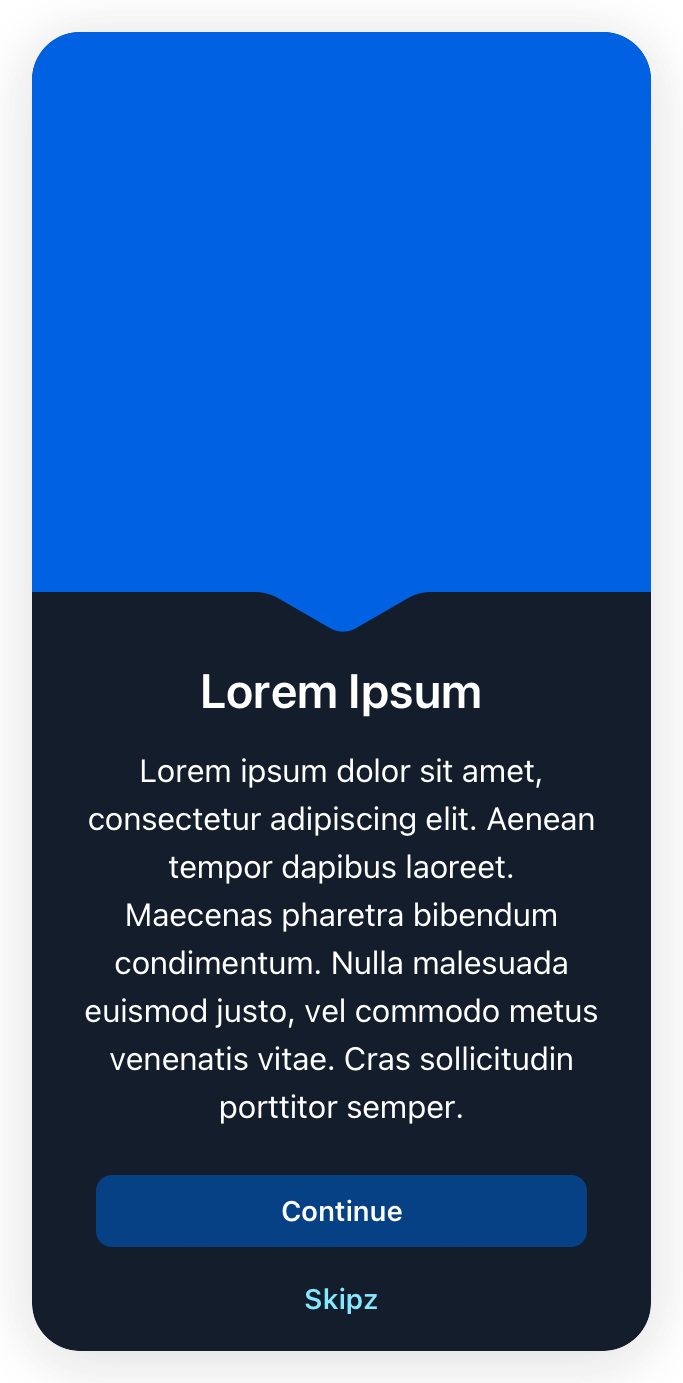 Lorem Ipsum
Lorem ipsum dolor sit amet,
consectetur adipiscing elit. Aenean
tempor dapibus laoreet.
Maecenas pharetra bibendum
condimentum. Nulla malesuada
euismod justo, vel commodo metus
venenatis vitae. Cras sollicitudin
porttitor semper.
Continue
Skipz